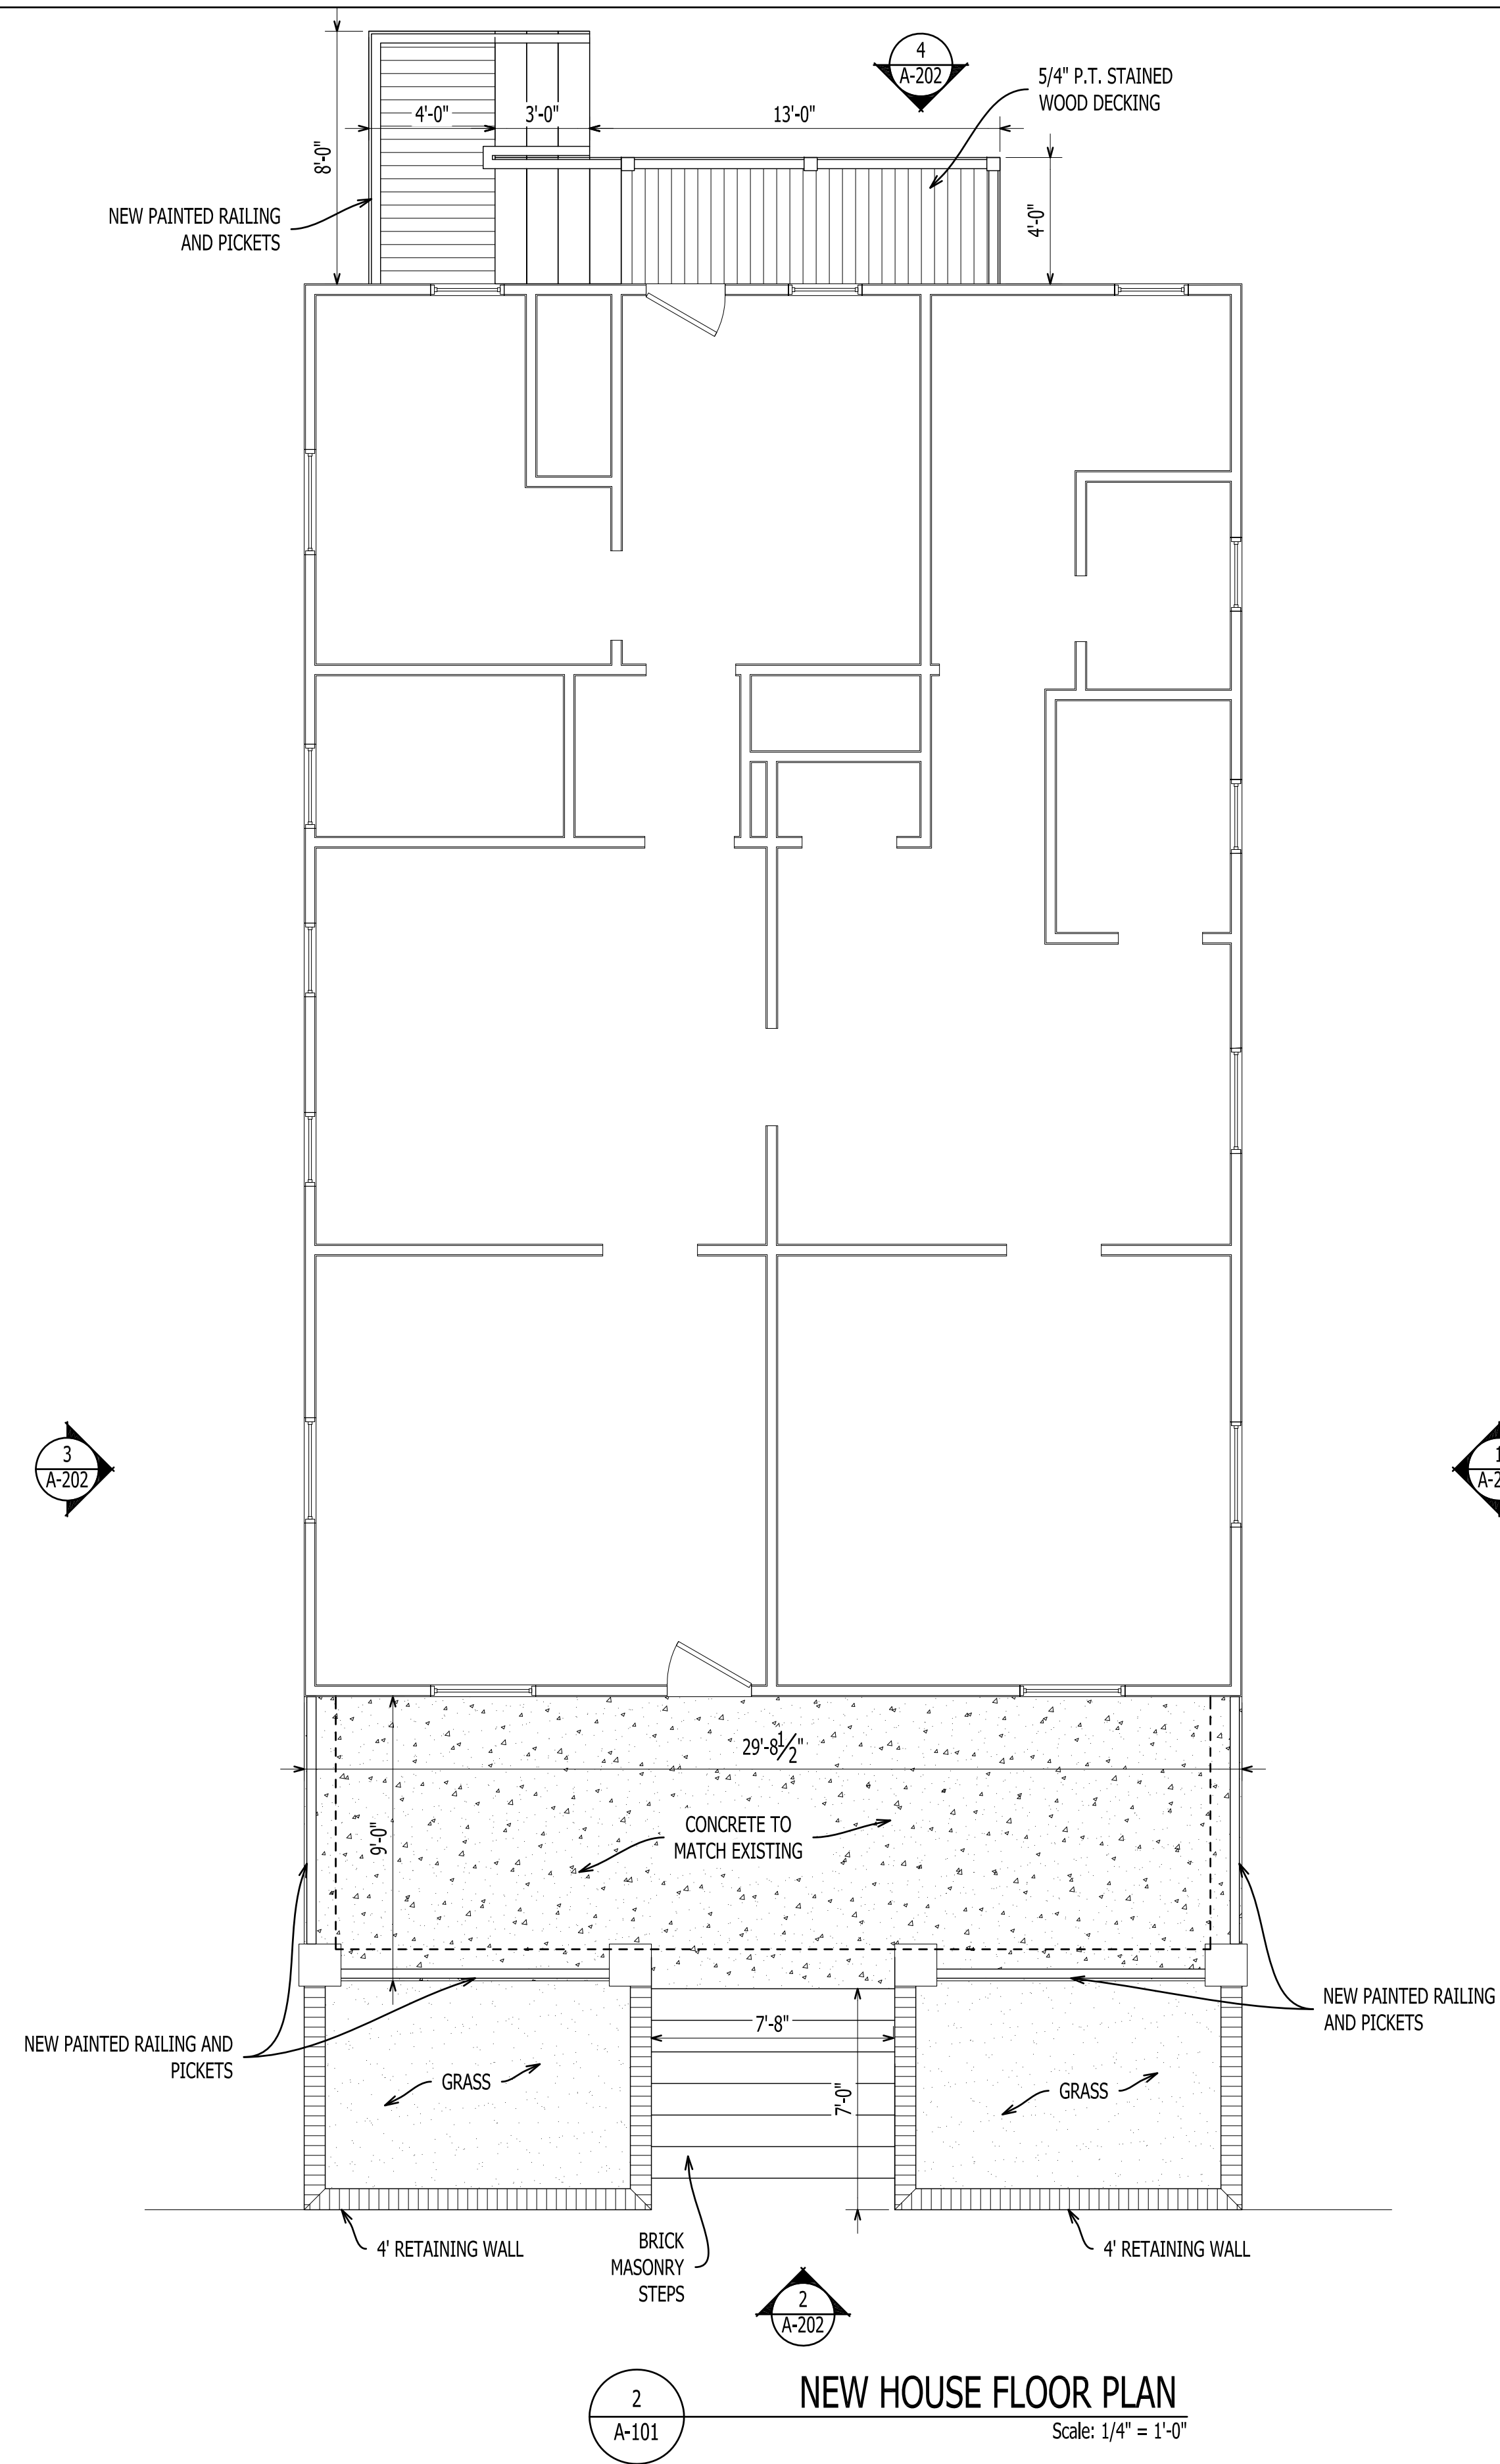 4
A-202
5/4" P.T. STAINED
WOOD DECKING
4'-0"
3'-0"
13'-0"
8'-0"
4'-0"
NEW PAINTED RAILING
AND PICKETS
3
A-202
1
29'-8 1/2"
CONCRETE TO
MATCH EXISTING
9'-0"
NEW PAINTED RAILING
AND PICKETS
7'-8"
NEW PAINTED RAILING AND
PICKETS
GRASS
GRASS
7'-0"
4' RETAINING WALL
BRICK
MASONRY
STEPS
4' RETAINING WALL
2
A-202
2
A-101
NEW HOUSE FLOOR PLAN
Scale: 1/4" = 1'-0"